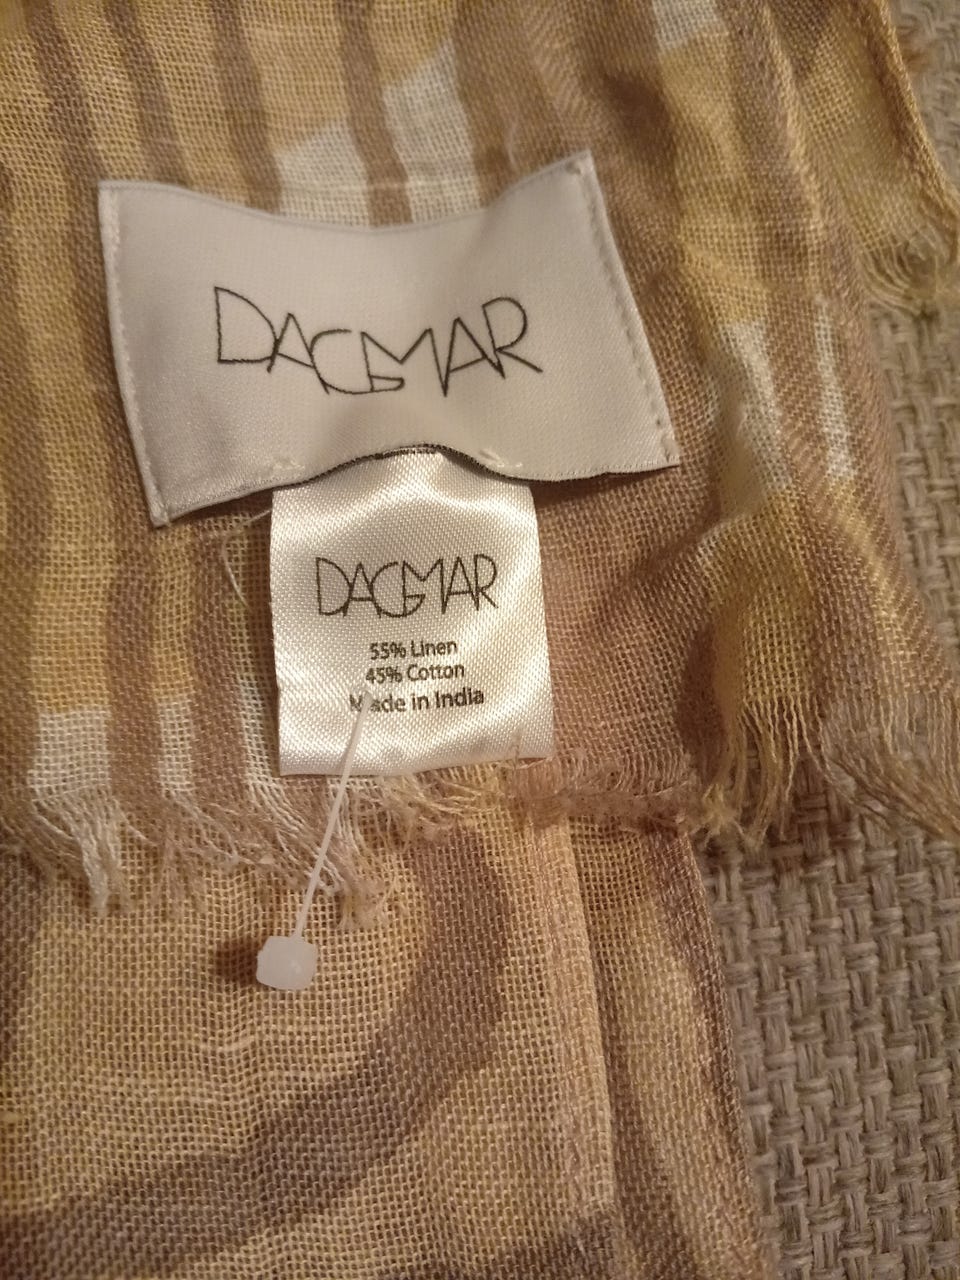 DAGMAR
DAGMAR
55% Linen
45% Cotton
Made in India